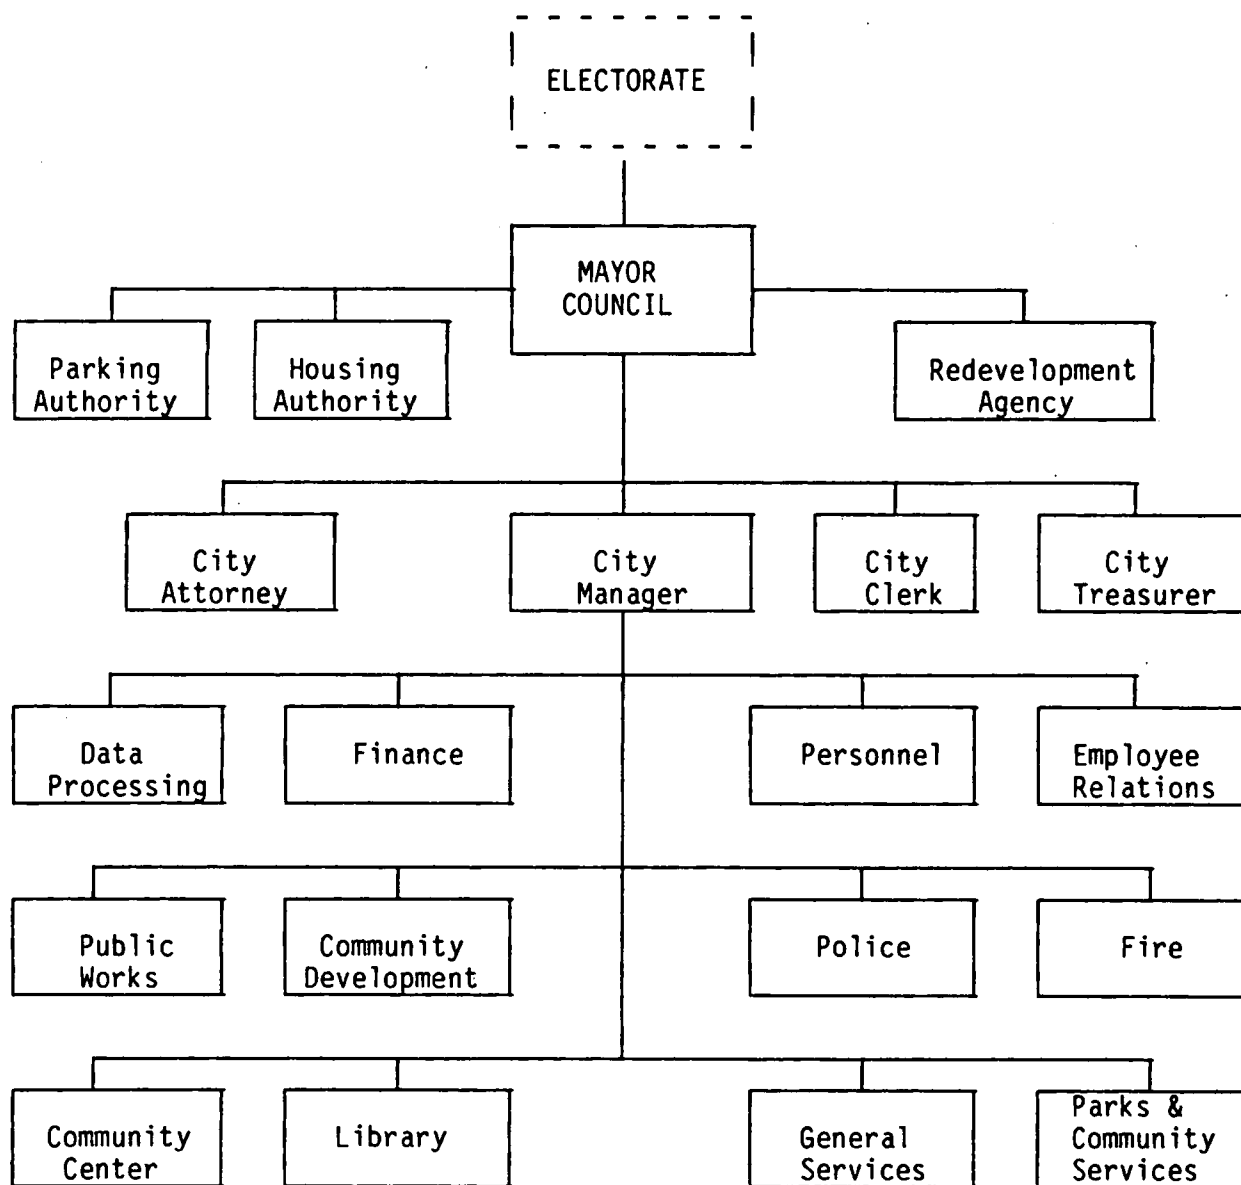 ELECTORATE
MAYOR
COUNCIL
Parking
Authority
Housing
Authority
Redevelopment
Agency
City
Attorney
City
Manager
City
Clerk
City
Treasurer
Data
Processing
Finance
Personnel
Employee
Relations
Public
Works
Community
Development
Police
Fire
Community
Center
Library
General
Services
Parks &
Community
Services